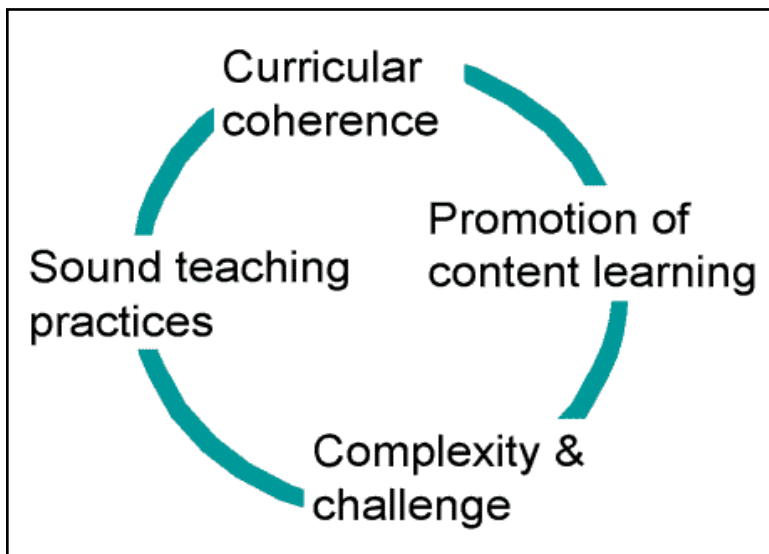 Curricular
coherence
Promotion of
content learning
Sound teaching
practices
Complexity &
challenge